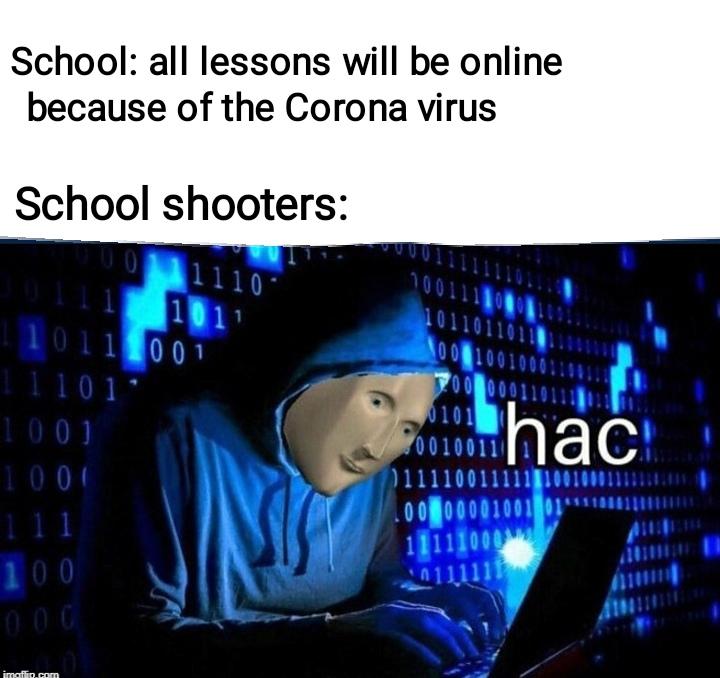 School: all lessons will be online
because of the Corona virus
School shooters:
hac
imgflip.com